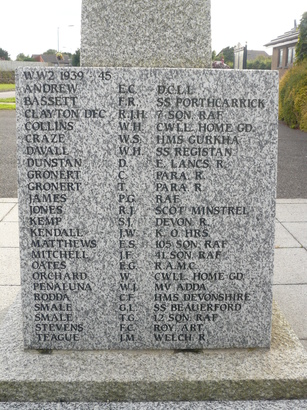 WW2 1939 - 45
ANDREW E.C. D.C.L.I.
BASSETT F.R. SS PORTHCARRICK
CLAYTON DFC R.J.H. 7 SQN. RAF
COLLINS W.H. CWLL. HOME GD.
CRAZE W.S. HMS GURKHA
DAVALL W.H. SS REGISTAN
DUNSTAN D. E. LANCS. R.
GRONERT C. PARA. R.
GRONERT T. PARA. R.
JAMES P.G. RAF
JONES R.J. SCOT MINSTREL
KEMP S.J. DEVON R.
KENDALL J.W. K. O. HRS.
MATTHEWS E.S. 105 SQN. RAF
MITCHELL J.F. 41 SQN. RAF
OATES E.G. R.A.M.C.
ORCHARD W. CWLL. HOME GD.
PENALUNA W.J. MV ADDA
RODDA C.F. HMS DEVONSHIRE
SMALE G.L. SS BEAUERFORD
SMALE T.G. 12 SQN. RAF
STEVENS F.C. ROY. ART.
TEAGUE J.M. WELCH R.